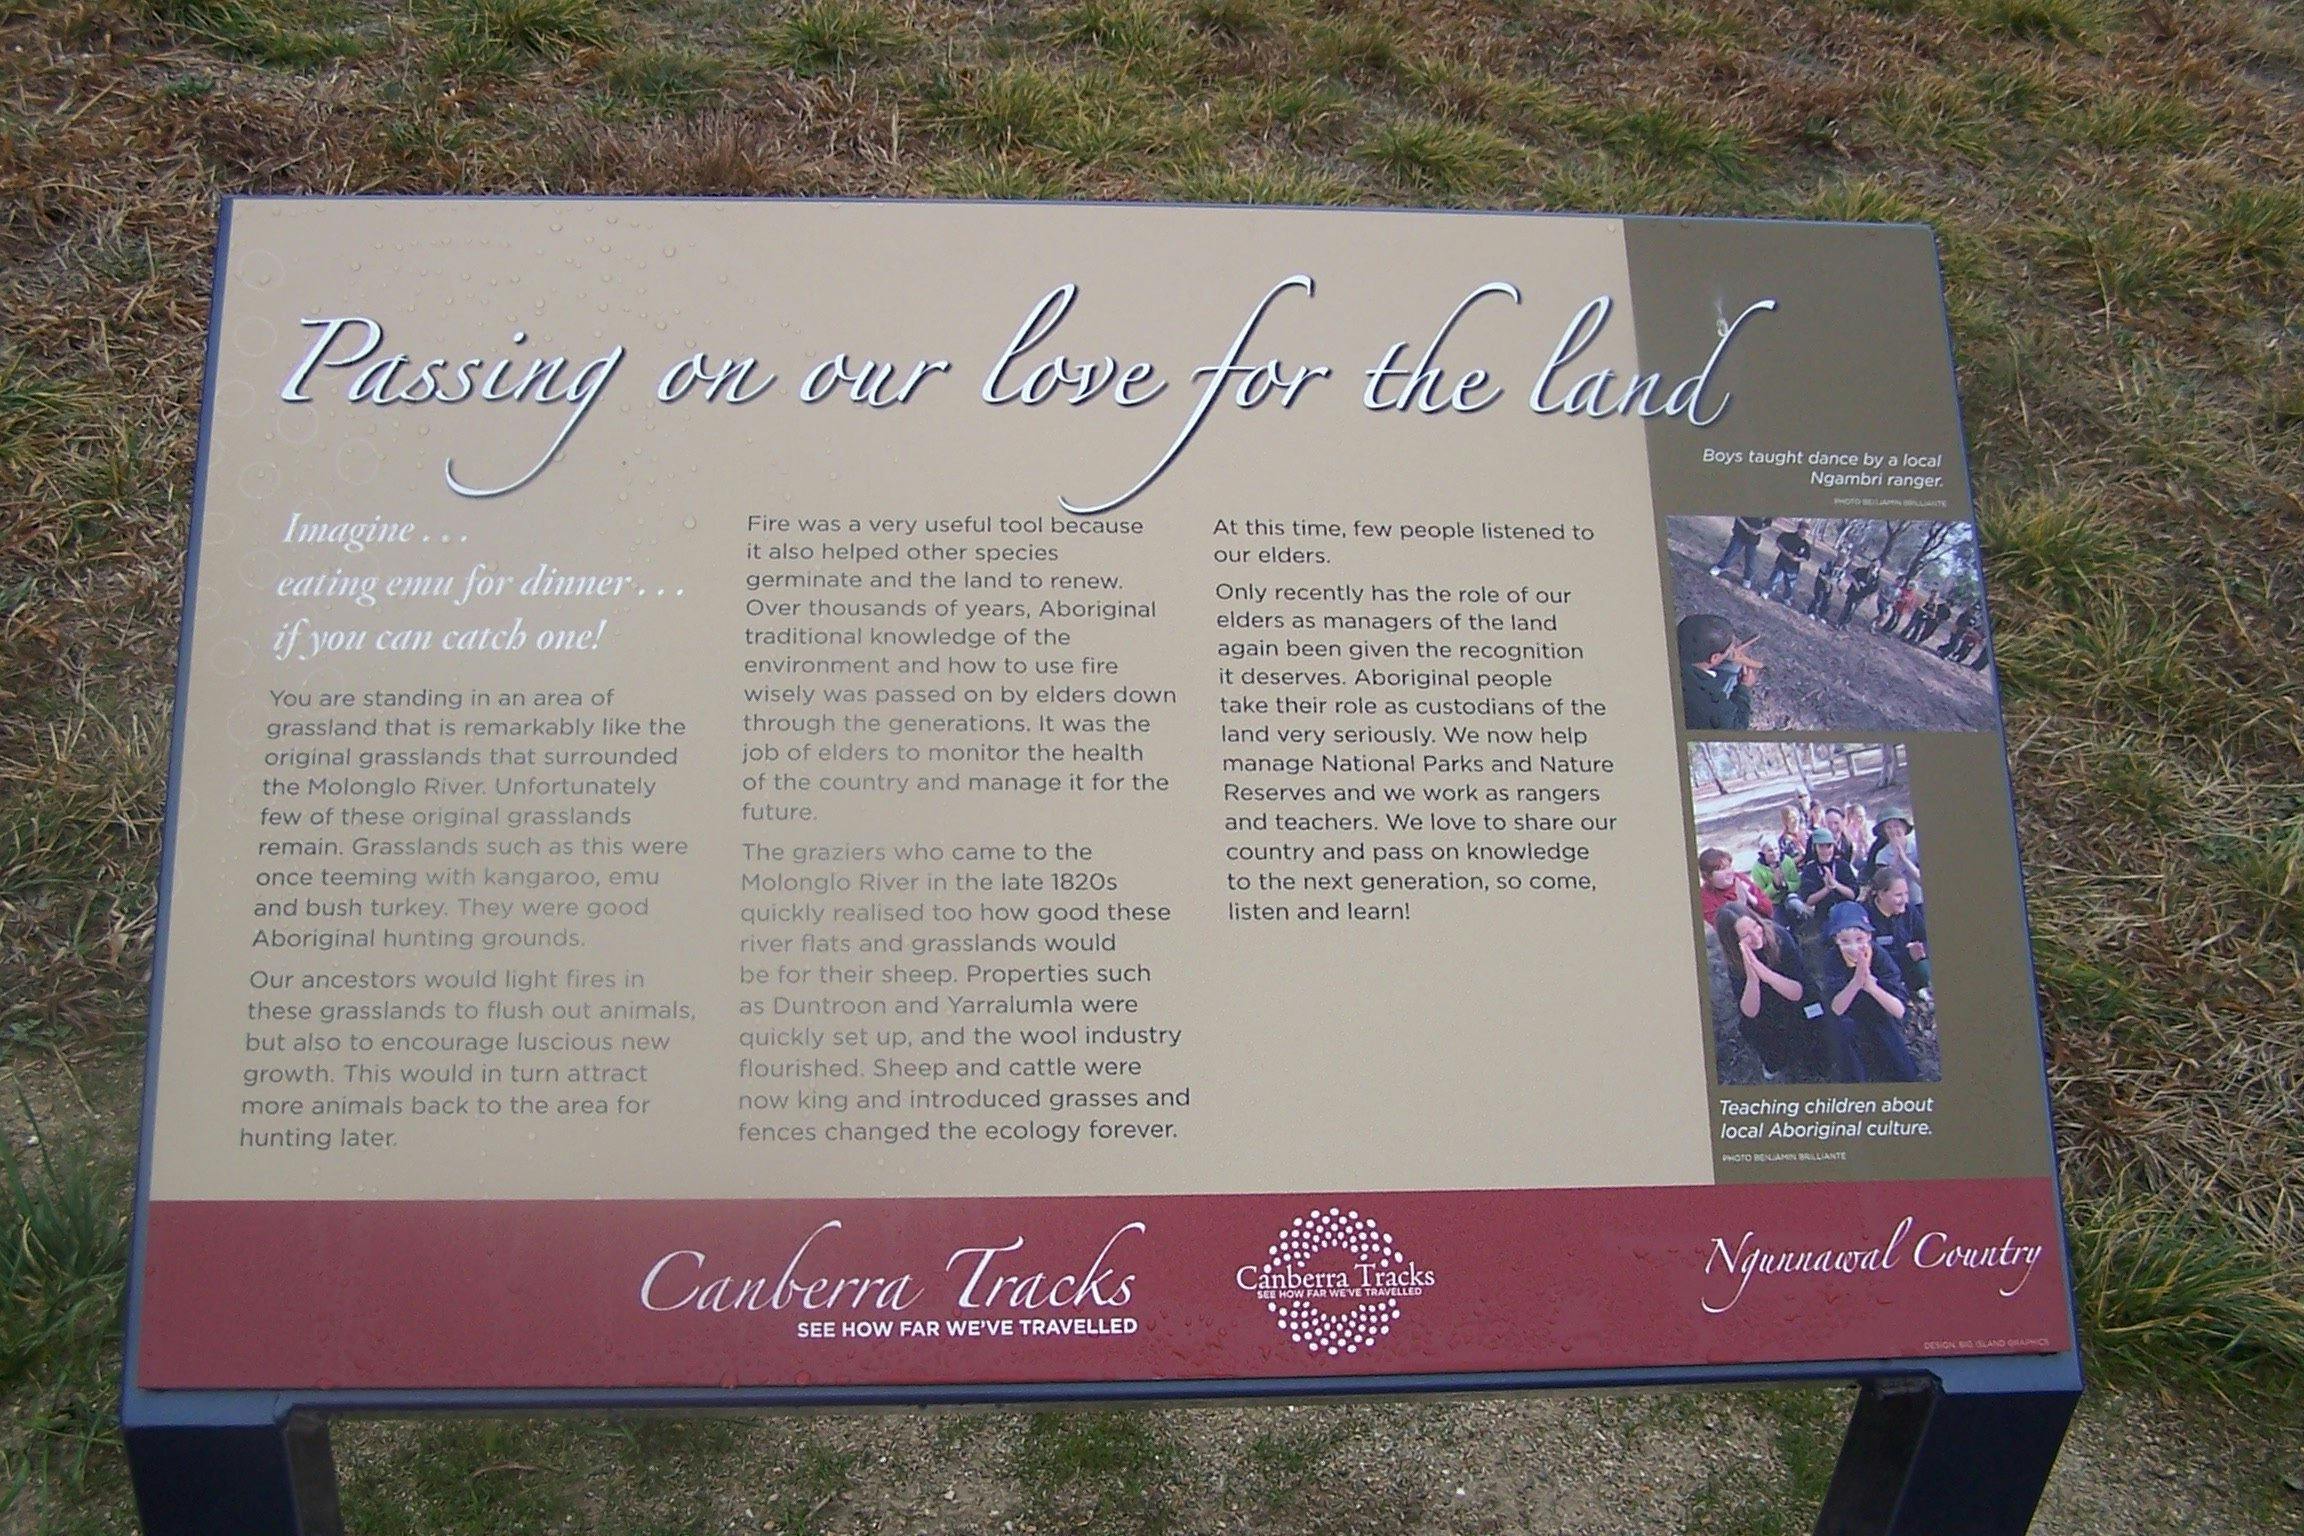 Passing on our love for the land
Imagine . . .
eating emu for dinner . . .
if you can catch one!
You are standing in an area of
grassland that is remarkably like the
original grasslands that surrounded
the Molonglo River. Unfortunately
few of these original grasslands
remain. Grasslands such as this were
once teeming with kangaroo, emu
and bush turkey. They were good
Aboriginal hunting grounds.
Our ancestors would light fires in
these grasslands to flush out animals,
but also to encourage luscious new
growth. This would in turn attract
more animals back to the area for
hunting later.
Fire was a very useful tool because
it also helped other species
germinate and the land to renew.
Over thousands of years, Aboriginal
traditional knowledge of the
environment and how to use fire
wisely was passed on by elders down
through the generations. It was the
job of elders to monitor the health
of the country and manage it for the
future.
The graziers who came to the
Molonglo River in the late 1820s
quickly realised too how good these
river flats and grasslands would
be for their sheep. Properties such
as Duntroon and Yarralumla were
quickly set up, and the wool industry
flourished. Sheep and cattle were
now king and introduced grasses and
fences changed the ecology forever.
At this time, few people listened to
our elders.
Only recently has the role of our
elders as managers of the land
again been given the recognition
it deserves. Aboriginal people
take their role as custodians of the
land very seriously. We now help
manage National Parks and Nature
Reserves and we work as rangers
and teachers. We love to share our
country and pass on knowledge
to the next generation, so come,
listen and learn!
Boys taught dance by a local
Ngambri ranger.
PHOTO BENJAMIN BRILLIANTE
Teaching children about
local Aboriginal culture.
PHOTO BENJAMIN BRILLIANTE
Canberra Tracks
SEE HOW FAR WE'VE TRAVELLED
Canberra Tracks
SEE HOW FAR WE'VE TRAVELLED
Ngunnawal Country
DESIGN: BIG ISLAND GRAPHICS